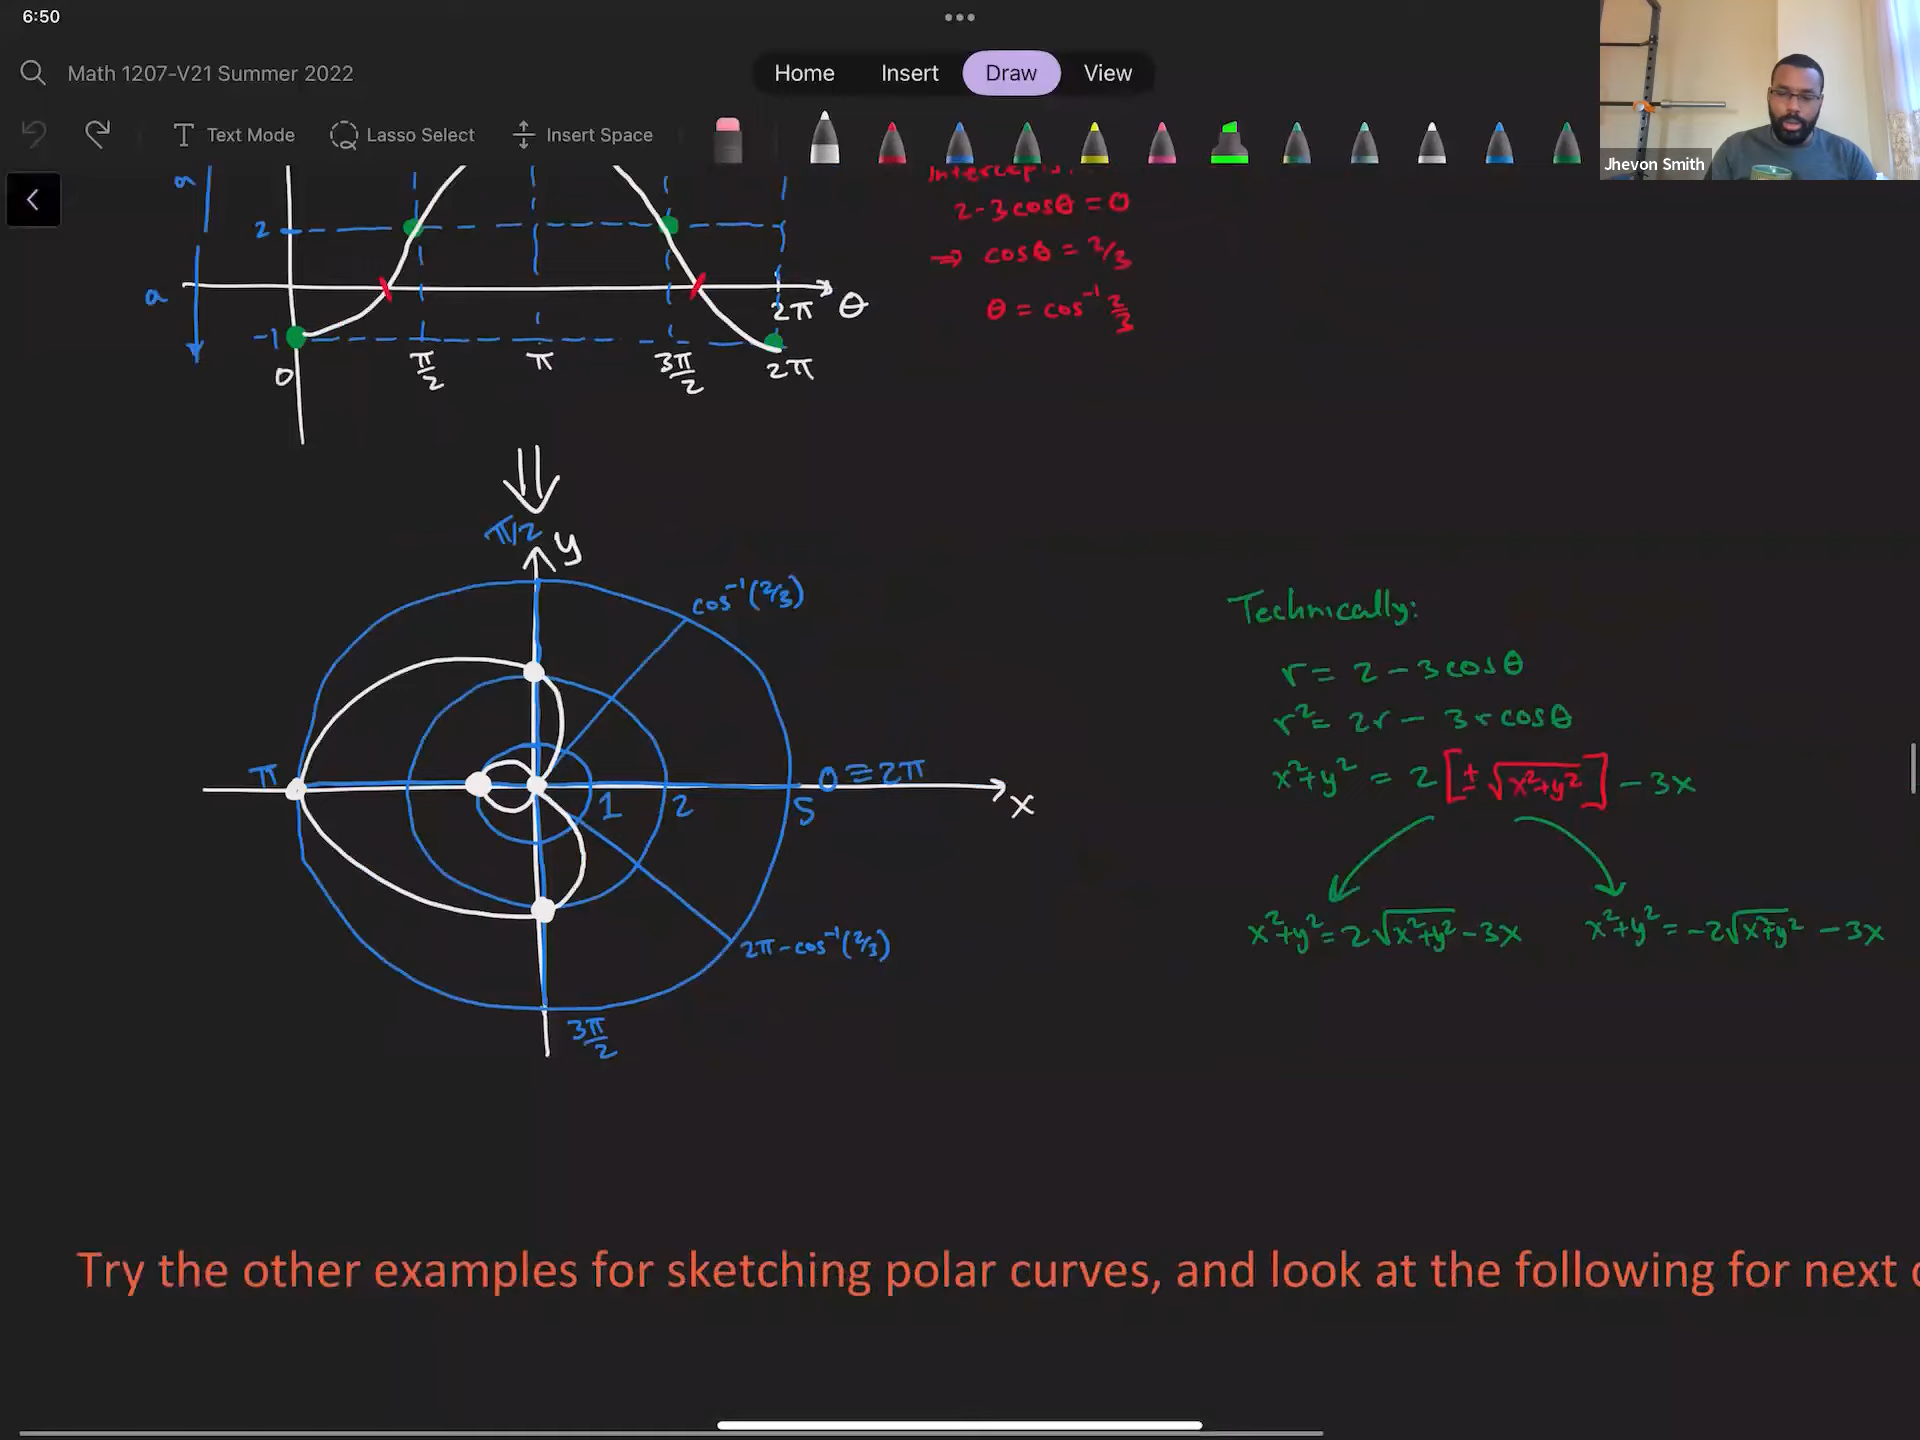 6:50
Math 1207-V21 Summer 2022
Home Insert Draw View
Text Mode Lasso Select Insert Space
Jhevon Smith
2
-1
0
π/2
π
3π/2
2π
2π θ
2-3cosθ = 0
⇒ cosθ = 2/3
θ = cos⁻¹ 2/3
π/2 y
cos⁻¹(2/3)
π
1 2 5
0 ≡ 2π
x
2π-cos⁻¹(2/3)
3π/2
Technically:
r = 2 - 3cosθ
r² = 2r - 3rcosθ
x²+y² = 2[±√x²+y²] - 3x
x²+y² = 2√x²+y² - 3x
x²+y² = -2√x²+y² - 3x
Try the other examples for sketching polar curves, and look at the following for next